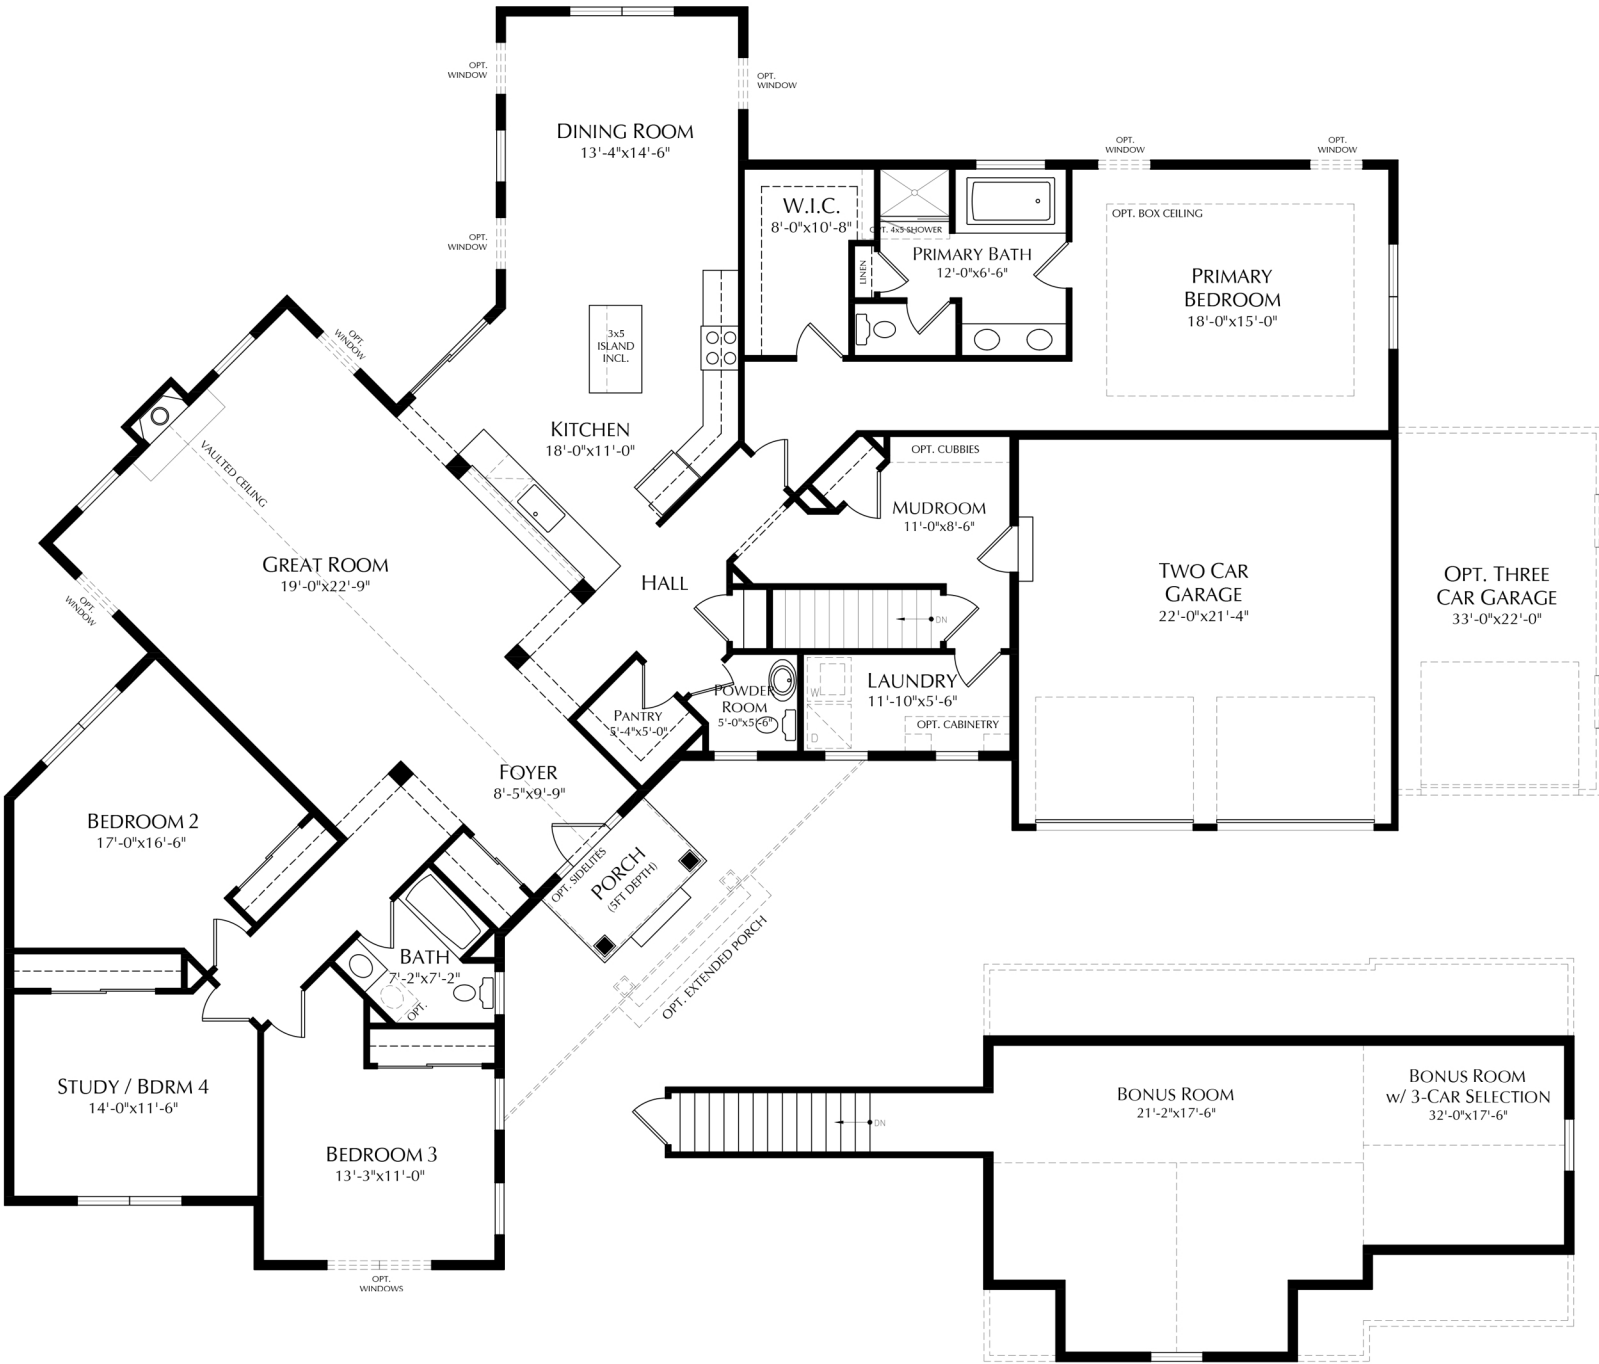 OPT.
WINDOW
OPT.
WINDOW
DINING ROOM
13'-4"x14'-6"
OPT.
WINDOW
OPT.
WINDOW
OPT.
WINDOW
W.I.C.
8'-0"x10'-8"
OPT. 4x5 SHOWER
LINEN
PRIMARY BATH
12'-0"x6'-6"
OPT. BOX CEILING
PRIMARY
BEDROOM
18'-0"x15'-0"
3x5
ISLAND
INCL.
OPT.
WINDOW
KITCHEN
18'-0"x11'-0"
VAULTED CEILING
GREAT ROOM
19'-0"x22'-9"
OPT.
WINDOW
OPT. CUBBIES
MUDROOM
11'-0"x8'-6"
HALL
DN
TWO CAR
GARAGE
22'-0"x21'-4"
OPT. THREE
CAR GARAGE
33'-0"x22'-0"
LAUNDRY
11'-10"x5'-6"
W
D
OPT. CABINETRY
POWDER
ROOM
5'-0"x5'-6"
PANTRY
5'-4"x5'-0"
FOYER
8'-5"x9'-9"
BEDROOM 2
17'-0"x16'-6"
OPT. SIDELITES
PORCH
(5FT DEPTH)
OPT. EXTENDED PORCH
BATH
7'-2"x7'-2"
OPT.
STUDY / BDRM 4
14'-0"x11'-6"
BEDROOM 3
13'-3"x11'-0"
OPT.
WINDOWS
DN
BONUS ROOM
21'-2"x17'-6"
BONUS ROOM
w/ 3-CAR SELECTION
32'-0"x17'-6"